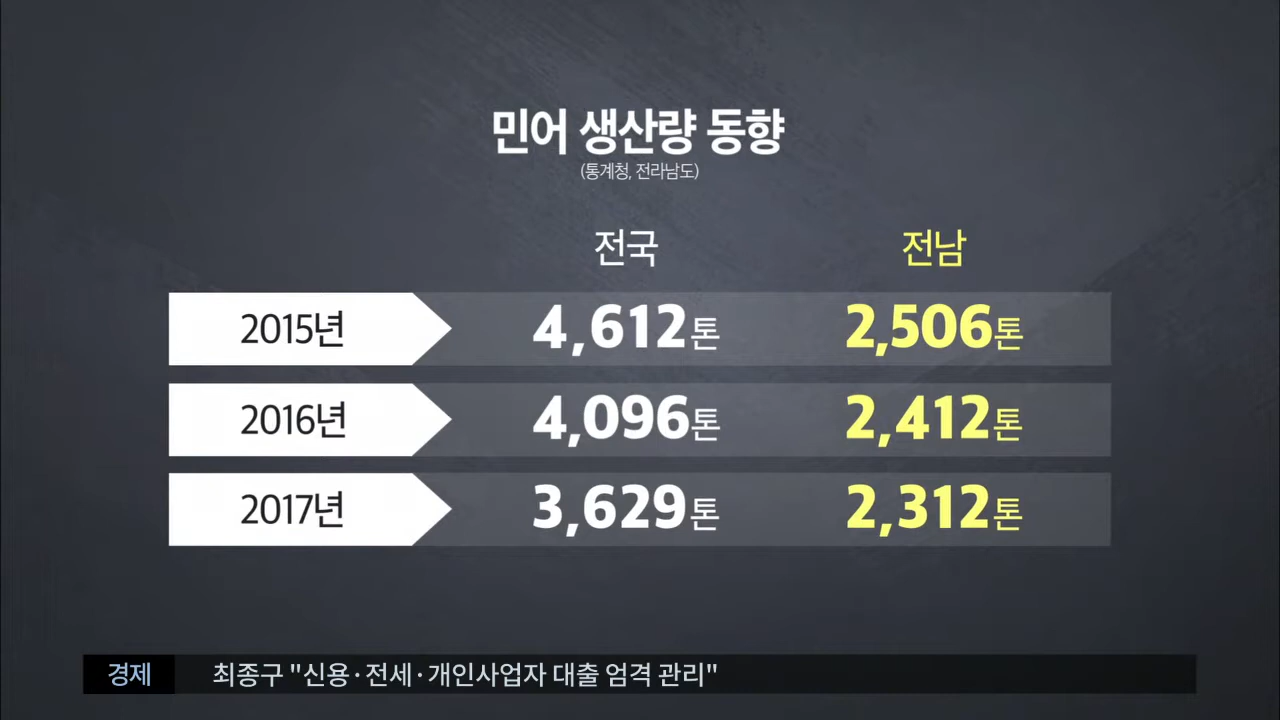 민어 생산량 동향
(통계청, 전라남도)
전국 전남
2015년 4,612톤 2,506톤
2016년 4,096톤 2,412톤
2017년 3,629톤 2,312톤
경제 최종구 "신용·전세·개인사업자 대출 엄격 관리"